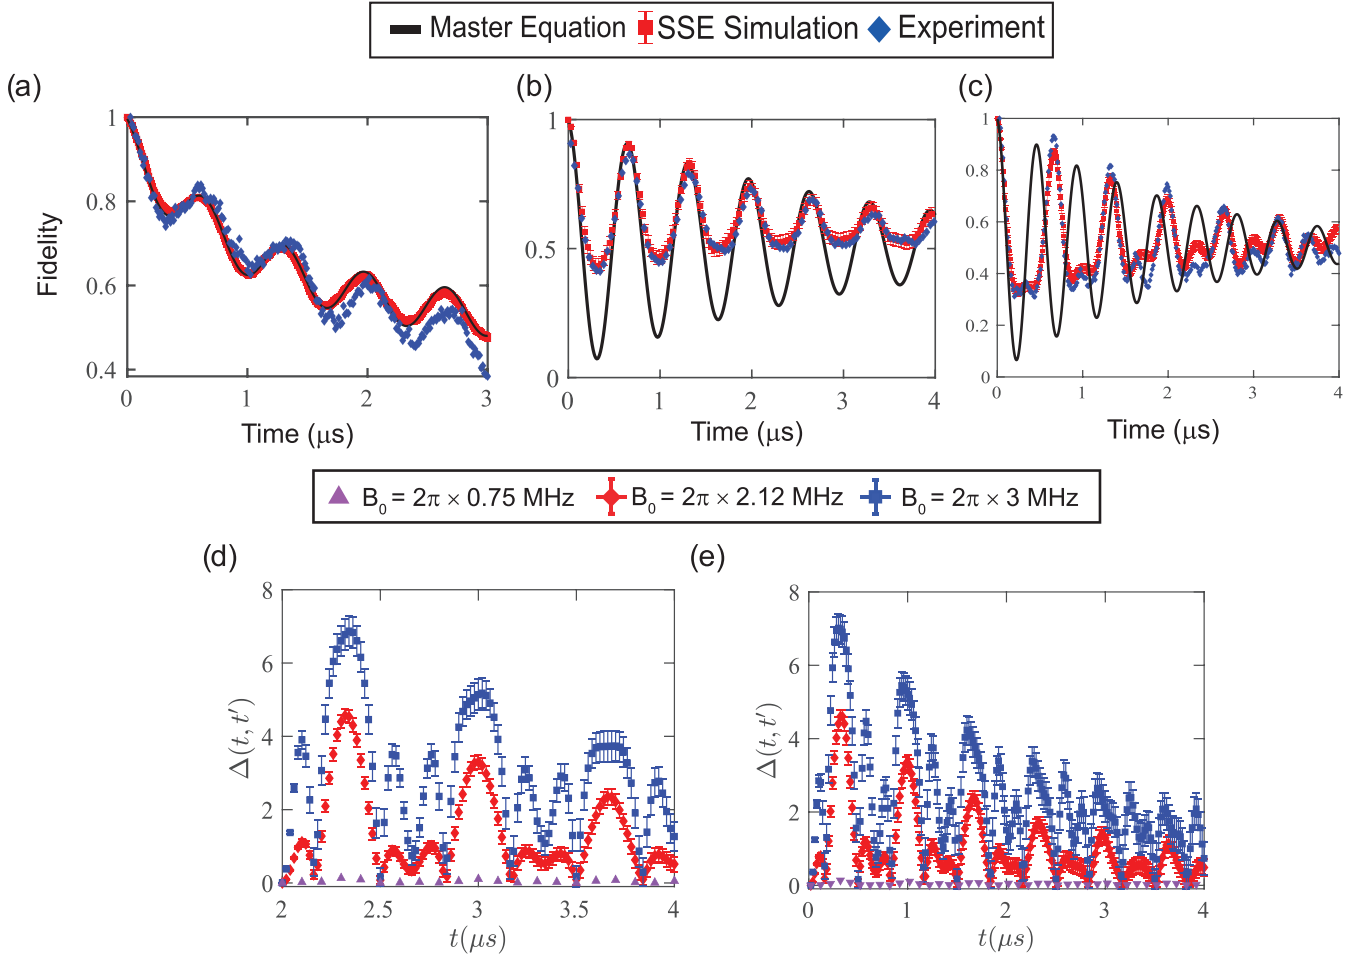 Master Equation SSE Simulation Experiment
(a) (b) (c)
Fidelity
1
0.8
0.6
0.4
0 1 2 3
Time (μs)
1
0.5
0
0 1 2 3 4
Time (μs)
1
0.8
0.6
0.4
0.2
0
0 1 2 3 4
Time (μs)
B₀ = 2π × 0.75 MHz B₀ = 2π × 2.12 MHz B₀ = 2π × 3 MHz
(d) (e)
Δ(t, t′)
8
6
4
2
0
2 2.5 3 3.5 4
t(μs)
Δ(t, t′)
8
6
4
2
0
0 1 2 3 4
t(μs)